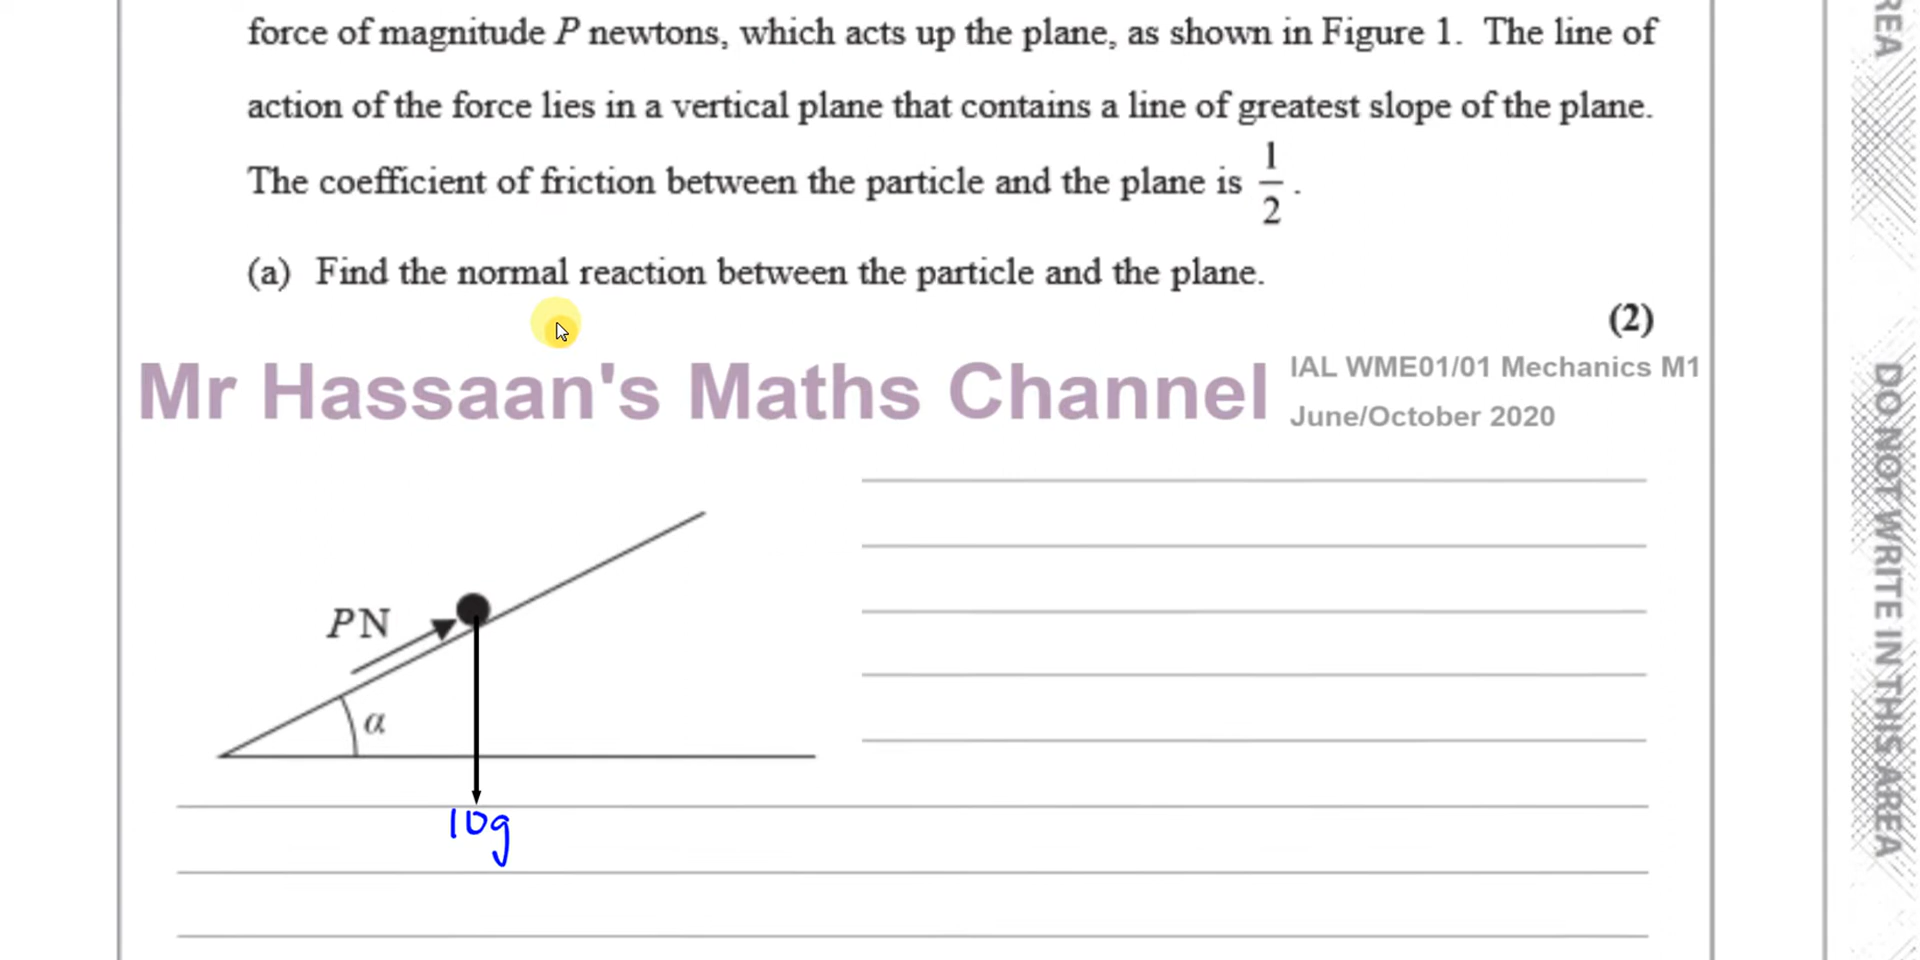 force of magnitude P newtons, which acts up the plane, as shown in Figure 1. The line of
action of the force lies in a vertical plane that contains a line of greatest slope of the plane.
The coefficient of friction between the particle and the plane is 1/2.
(a) Find the normal reaction between the particle and the plane.
(2)
Mr Hassaan's Maths Channel
IAL WME01/01 Mechanics M1
June/October 2020
PN
α
10g
REA
DO NOT WRITE IN THIS AREA